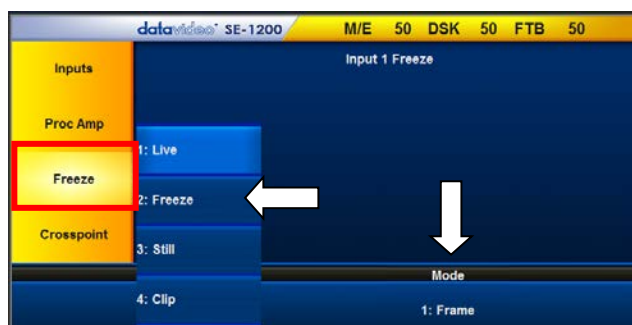 datavideo SE-1200 M/E 50 DSK 50 FTB 50
Inputs
Input 1 Freeze
Proc Amp
1: Live
Freeze
2: Freeze
Crosspoint
3: Still
Mode
4: Clip
1: Frame